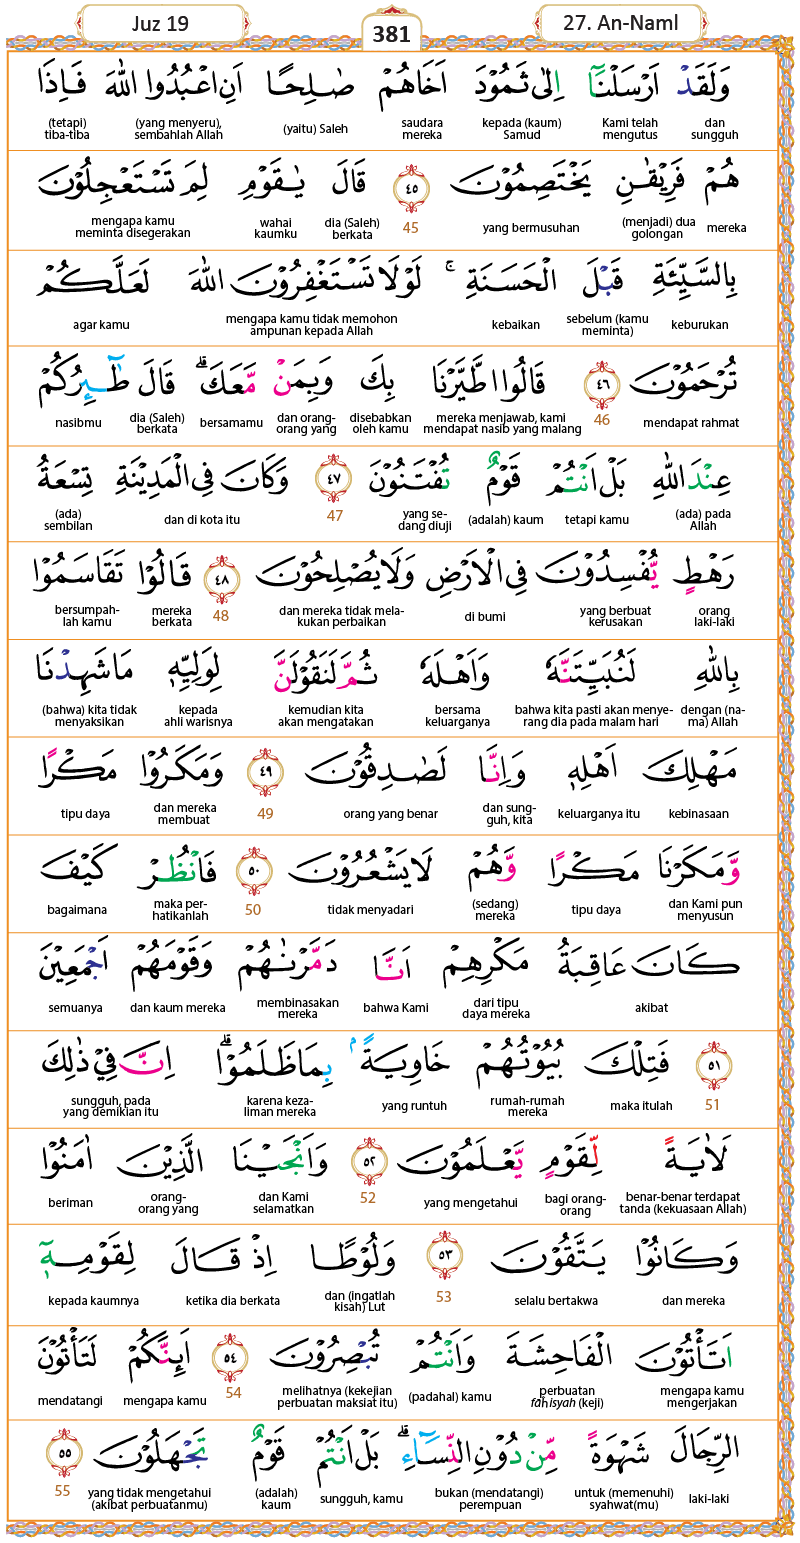 Juz 19
381
27. An-Naml
وَلَقَدْ اَرْسَلْنَآ اِلٰى ثَمُوْدَ اَخَاهُمْ صٰلِحًا اَنِ اعْبُدُوا اللّٰهَ فَاِذَا
dan sungguh Kami telah mengutus kepada (kaum) Samud saudara mereka (yaitu) Saleh (yang menyeru), sembahlah Allah (tetapi) tiba-tiba
هُمْ فَرِيْقٰنِ يَخْتَصِمُوْنَ ٤٥ قَالَ يٰقَوْمِ لِمَ تَسْتَعْجِلُوْنَ
mereka (menjadi) dua golongan yang bermusuhan 45 dia (Saleh) berkata wahai kaumku mengapa kamu meminta disegerakan
بِالسَّيِّئَةِ قَبْلَ الْحَسَنَةِ ۚ لَوْلَا تَسْتَغْفِرُوْنَ اللّٰهَ لَعَلَّكُمْ
keburukan sebelum (kamu meminta) kebaikan mengapa kamu tidak memohon ampunan kepada Allah agar kamu
تُرْحَمُوْنَ ٤٦ قَالُوا اطَّيَّرْنَا بِكَ وَبِمَنْ مَّعَكَ ۗ قَالَ طٰۤىِٕرُكُمْ
mendapat rahmat 46 mereka menjawab, kami mendapat nasib yang malang disebabkan oleh kamu dan orang-orang yang bersamamu dia (Saleh) berkata nasibmu
عِنْدَ اللّٰهِ بَلْ اَنْتُمْ قَوْمٌ تُفْتَنُوْنَ ٤٧ وَكَانَ فِى الْمَدِيْنَةِ تِسْعَةُ
(ada) pada Allah tetapi kamu (adalah) kaum yang sedang diuji 47 dan di kota itu (ada) sembilan
رَهْطٍ يُّفْسِدُوْنَ فِى الْاَرْضِ وَلَا يُصْلِحُوْنَ ٤٨ قَالُوْا تَقَاسَمُوْا
orang laki-laki yang berbuat kerusakan di bumi dan mereka tidak melakukan perbaikan 48 mereka berkata bersumpahlah kamu
بِاللّٰهِ لَنُبَيِّتَنَّهٗ وَاَهْلَهٗ ثُمَّ لَنَقُوْلَنَّ لِوَلِيِّهٖ مَا شَهِدْنَا
dengan (nama) Allah bahwa kita pasti akan menyerang dia pada malam hari bersama keluarganya kemudian kita akan mengatakan kepada ahli warisnya (bahwa) kita tidak menyaksikan
مَهْلِكَ اَهْلِهٖ وَاِنَّا لَصٰدِقُوْنَ ٤٩ وَمَكَرُوْا مَكْرًا
kebinasaan keluarganya itu dan sungguh, kita orang yang benar 49 dan mereka membuat tipu daya
وَّمَكَرْنَا مَكْرًا وَّهُمْ لَا يَشْعُرُوْنَ ٥٠ فَانْظُرْ كَيْفَ
dan Kami pun menyusun tipu daya (sedang) mereka tidak menyadari 50 maka perhatikanlah bagaimana
كَانَ عَاقِبَةُ مَكْرِهِمْ اَنَّا دَمَّرْنٰهُمْ وَقَوْمَهُمْ اَجْمَعِيْنَ
akibat dari tipu daya mereka bahwa Kami membinasakan mereka dan kaum mereka semuanya
٥١ فَتِلْكَ بُيُوْتُهُمْ خَاوِيَةً ۢ بِمَا ظَلَمُوْا ۗ اِنَّ فِيْ ذٰلِكَ
51 maka itulah rumah-rumah mereka yang runtuh karena kezaliman mereka sungguh, pada yang demikian itu
لَاٰيَةً لِّقَوْمٍ يَّعْلَمُوْنَ ٥٢ وَاَنْجَيْنَا الَّذِيْنَ اٰمَنُوْا
benar-benar terdapat tanda (kekuasaan Allah) bagi orang-orang yang mengetahui 52 dan Kami selamatkan orang-orang yang beriman
وَكَانُوْا يَتَّقُوْنَ ٥٣ وَلُوْطًا اِذْ قَالَ لِقَوْمِهٖٓ
dan mereka selalu bertakwa 53 dan (ingatlah kisah) Lut ketika dia berkata kepada kaumnya
اَتَأْتُوْنَ الْفَاحِشَةَ وَاَنْتُمْ تُبْصِرُوْنَ ٥٤ اَىِٕنَّكُمْ لَتَأْتُوْنَ
mengapa kamu mengerjakan perbuatan fāḥisyah (keji) (padahal) kamu melihatnya (kekejian perbuatan maksiat itu) 54 mengapa kamu mendatangi
الرِّجَالَ شَهْوَةً مِّنْ دُوْنِ النِّسَاۤءِ ۗ بَلْ اَنْتُمْ قَوْمٌ تَجْهَلُوْنَ ٥٥
laki-laki untuk (memenuhi) syahwat(mu) bukan (mendatangi) perempuan sungguh, kamu (adalah) kaum yang tidak mengetahui (akibat perbuatanmu) 55